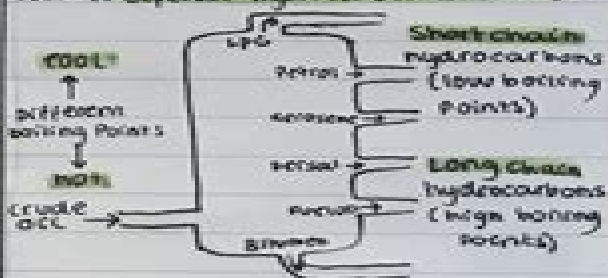 LPG
Short chain
hydrocarbons
(low boiling
points)
COOL
Petrol
Kerosene
different
boiling points
Diesel
HOT
Long chain
hydrocarbons
(high boiling
points)
crude
oil
Bitumen